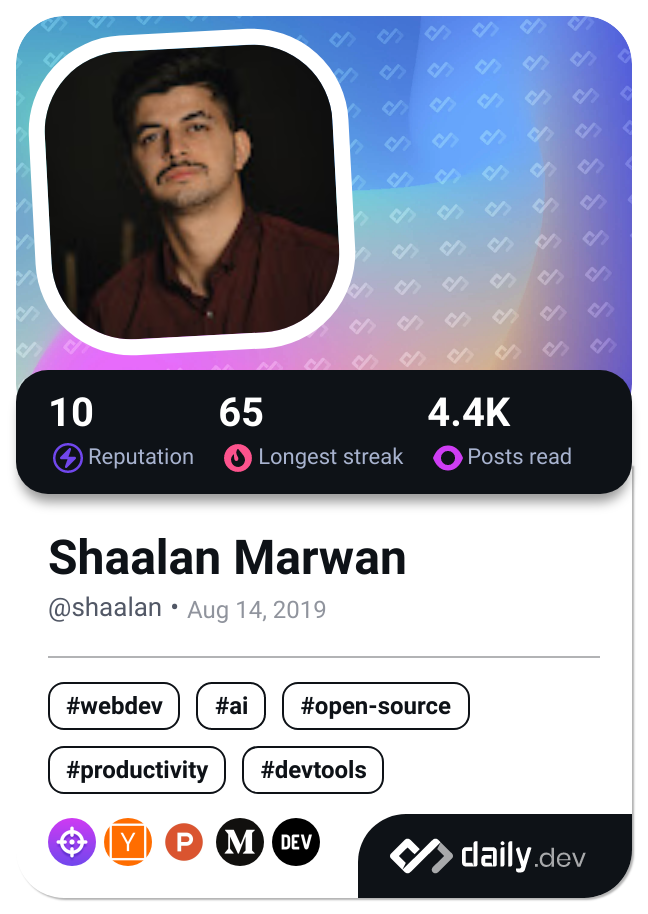 10 65 4.4K
Reputation Longest streak Posts read
Shaalan Marwan
@shaalan • Aug 14, 2019
#webdev #ai #open-source
#productivity #devtools
Y P M DEV daily.dev